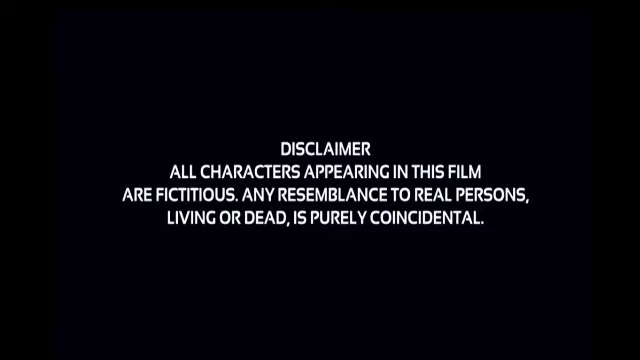 DISCLAIMER
ALL CHARACTERS APPEARING IN THIS FILM
ARE FICTITIOUS. ANY RESEMBLANCE TO REAL PERSONS,
LIVING OR DEAD, IS PURELY COINCIDENTAL.